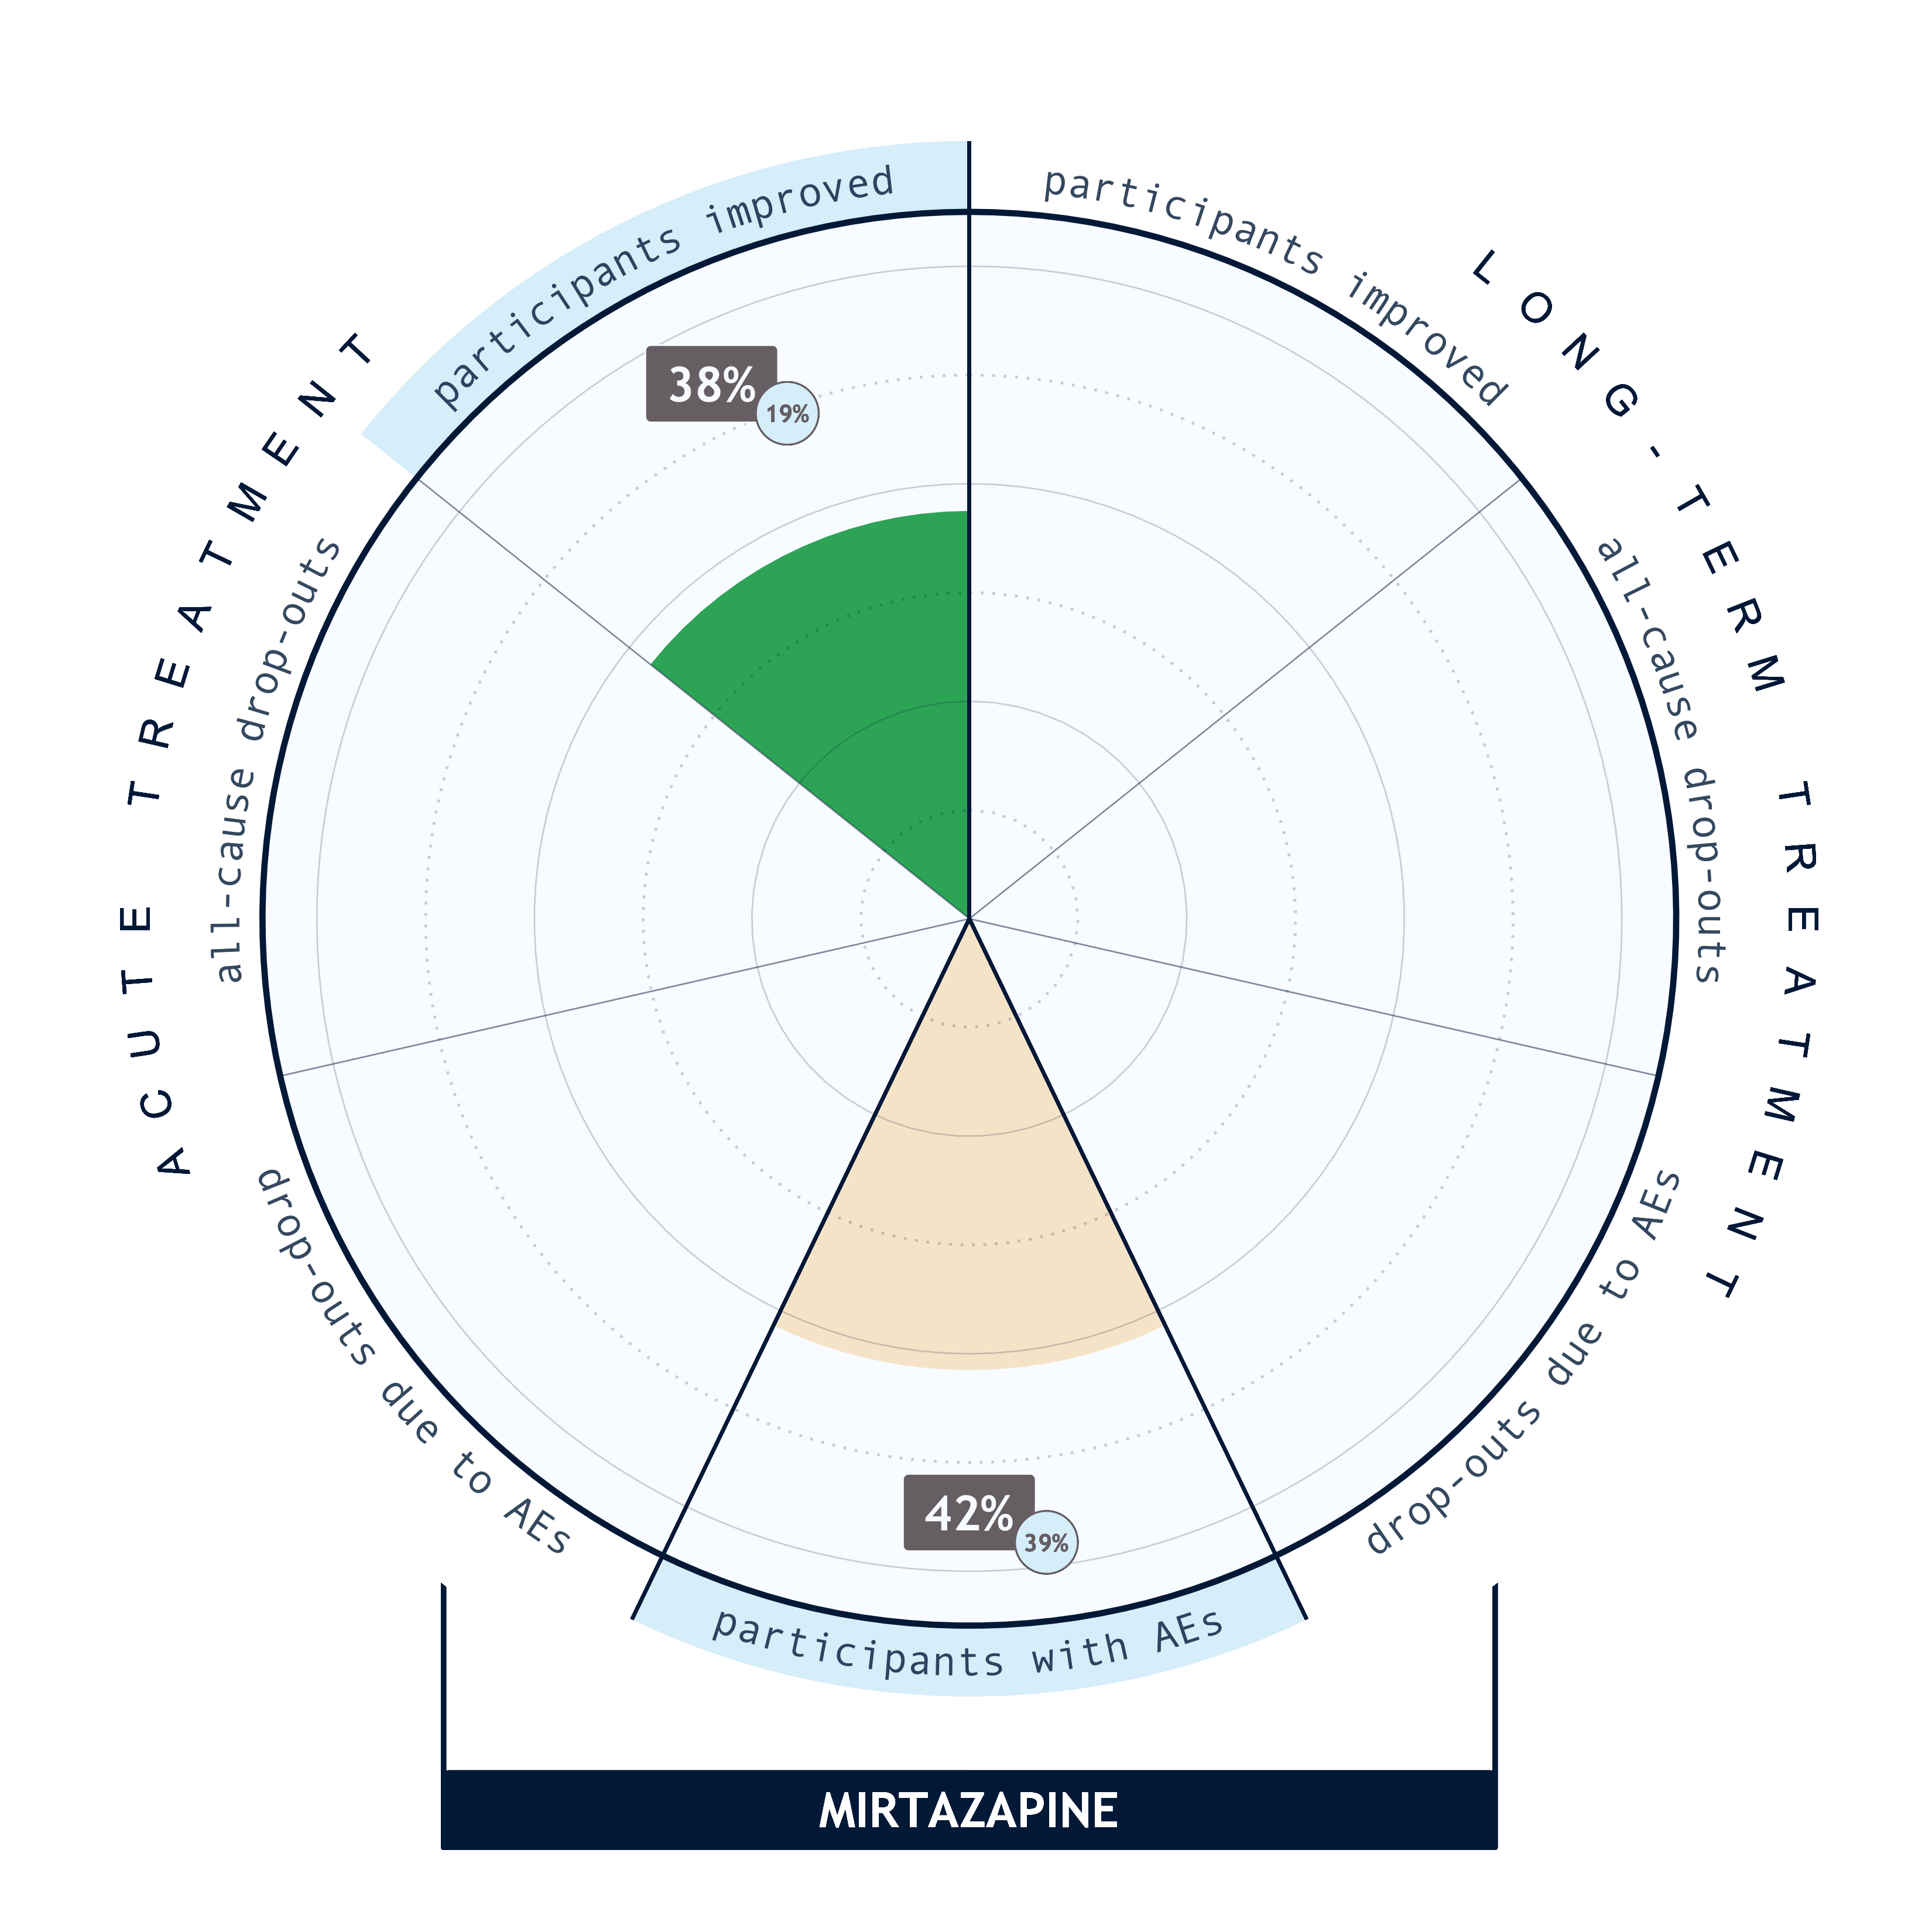 participants improved
participants improved
LONG-TERM TREATMENT
ACUTE TREATMENT
38%
19%
all-cause drop-outs
all-cause drop-outs
drop-outs due to AEs
drop-outs due to AEs
42%
39%
participants with AEs
MIRTAZAPINE